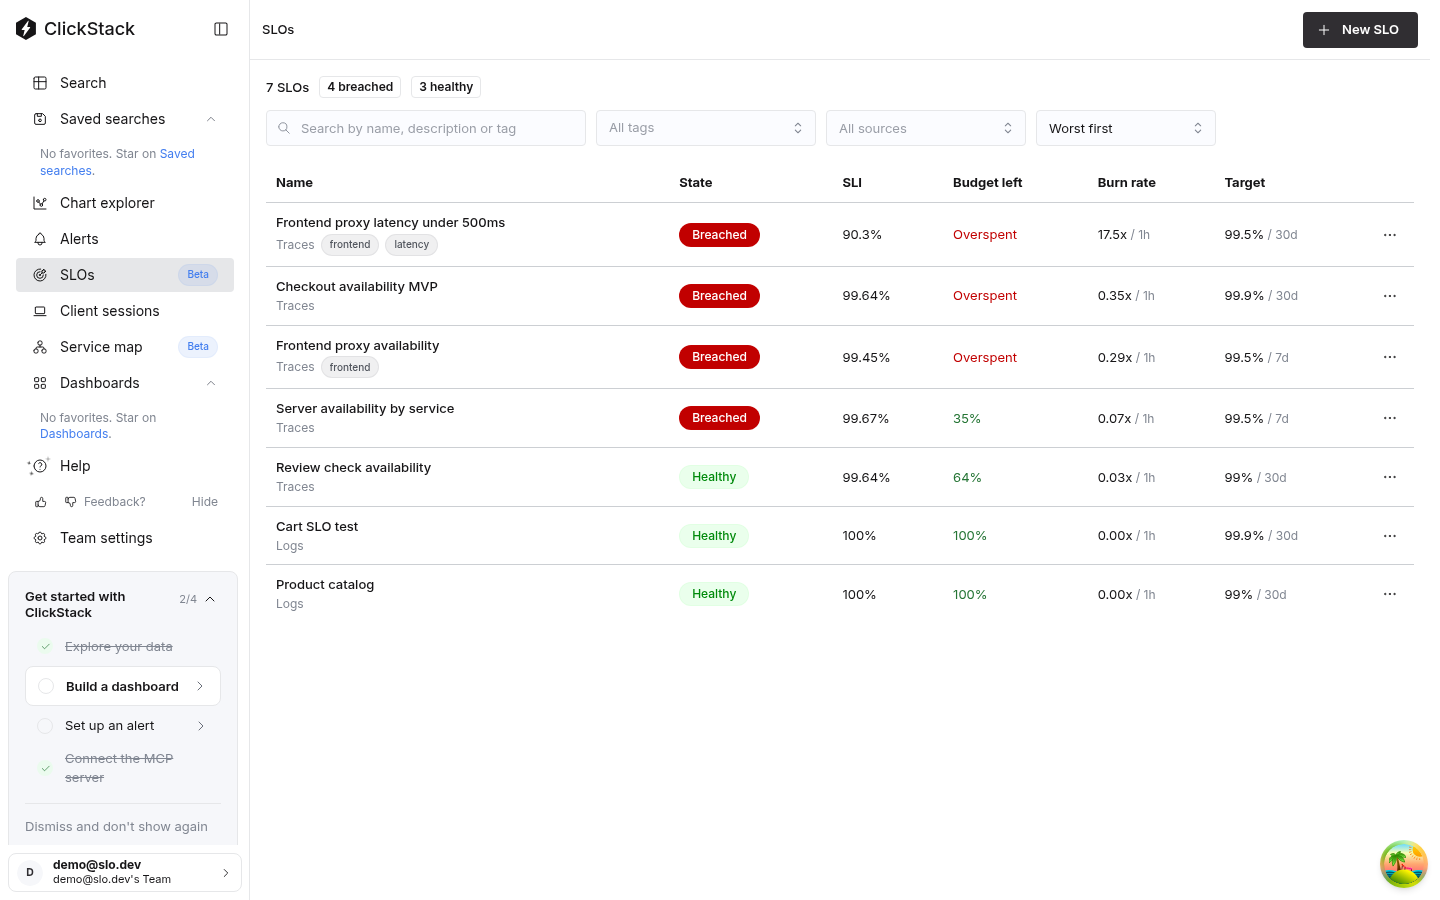 ClickStack
Search
Saved searches
No favorites. Star on Saved
searches.
Chart explorer
Alerts
SLOs Beta
Client sessions
Service map Beta
Dashboards
No favorites. Star on
Dashboards.
Help
Feedback? Hide
Team settings
Get started with
ClickStack
2/4
Explore your data
Build a dashboard
Set up an alert
Connect the MCP
server
Dismiss and don't show again
D
demo@slo.dev
demo@slo.dev's Team
SLOs
New SLO
7 SLOs 4 breached 3 healthy
Search by name, description or tag All tags All sources Worst first
Name State SLI Budget left Burn rate Target
Frontend proxy latency under 500ms
Traces frontend latency
Breached 90.3% Overspent 17.5x / 1h 99.5% / 30d
Checkout availability MVP
Traces
Breached 99.64% Overspent 0.35x / 1h 99.9% / 30d
Frontend proxy availability
Traces frontend
Breached 99.45% Overspent 0.29x / 1h 99.5% / 7d
Server availability by service
Traces
Breached 99.67% 35% 0.07x / 1h 99.5% / 7d
Review check availability
Traces
Healthy 99.64% 64% 0.03x / 1h 99% / 30d
Cart SLO test
Logs
Healthy 100% 100% 0.00x / 1h 99.9% / 30d
Product catalog
Logs
Healthy 100% 100% 0.00x / 1h 99% / 30d